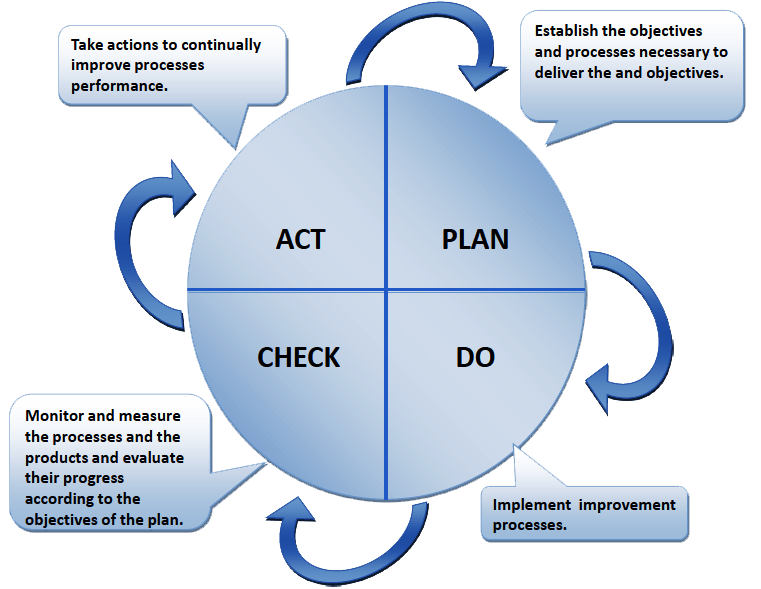 Take actions to continually
improve processes
performance.
Establish the objectives
and processes necessary to
deliver the and objectives.
ACT
PLAN
CHECK
DO
Monitor and measure
the processes and the
products and evaluate
their progress
according to the
objectives of the plan.
Implement improvement
processes.